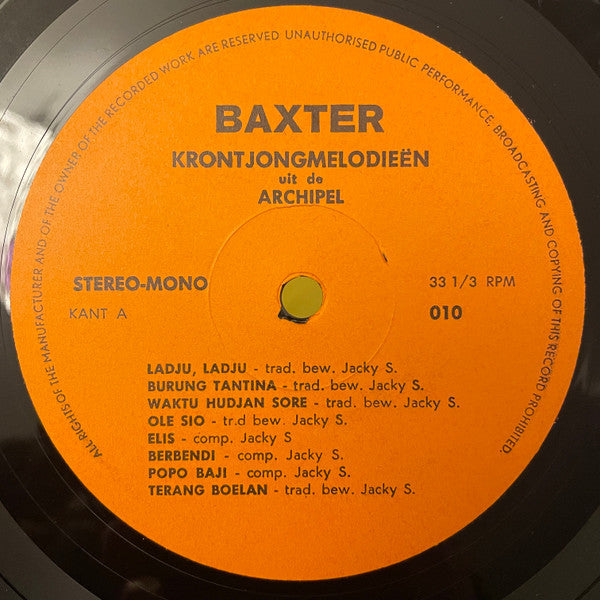 ALL RIGHTS OF THE MANUFACTURER AND OF THE OWNER OF THE RECORDED WORK ARE RESERVED UNAUTHORISED PUBLIC PERFORMANCE, BROADCASTING AND COPYING OF THIS RECORD PROHIBITED.
BAXTER
KRONTJONGMELODIEËN
uit de
ARCHIPEL
STEREO-MONO 33 1/3 RPM
KANT A 010
LADJU, LADJU - trad. bew. Jacky S.
BURUNG TANTINA - trad. bew. Jacky S.
WAKTU HUDJAN SORE - trad. bew. Jacky S.
OLE SIO - tr.d bew. Jacky S.
ELIS - comp. Jacky S
BERBENDI - comp. Jacky S.
POPO BAJI - comp. Jacky S.
TERANG BOELAN - trad. bew. Jacky S.